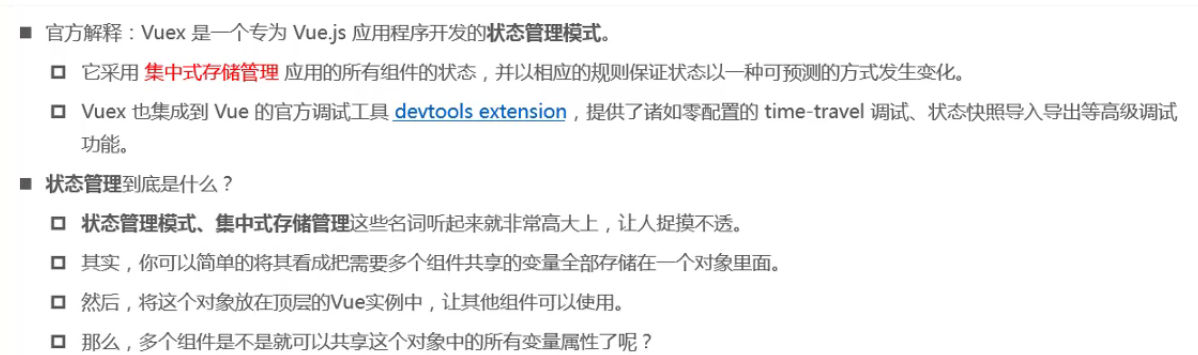 ■ 官方解释：Vuex 是一个专为 Vue.js 应用程序开发的状态管理模式。
□ 它采用 集中式存储管理 应用的所有组件的状态，并以相应的规则保证状态以一种可预测的方式发生变化。
□ Vuex 也集成到 Vue 的官方调试工具 devtools extension，提供了诸如零配置的 time-travel 调试、状态快照导入导出等高级调试
功能。
■ 状态管理到底是什么？
□ 状态管理模式、集中式存储管理这些名词听起来就非常高大上，让人捉摸不透。
□ 其实，你可以简单的将其看成把需要多个组件共享的变量全部存储在一个对象里面。
□ 然后，将这个对象放在顶层的Vue实例中，让其他组件可以使用。
□ 那么，多个组件是不是就可以共享这个对象中的所有变量属性了呢？